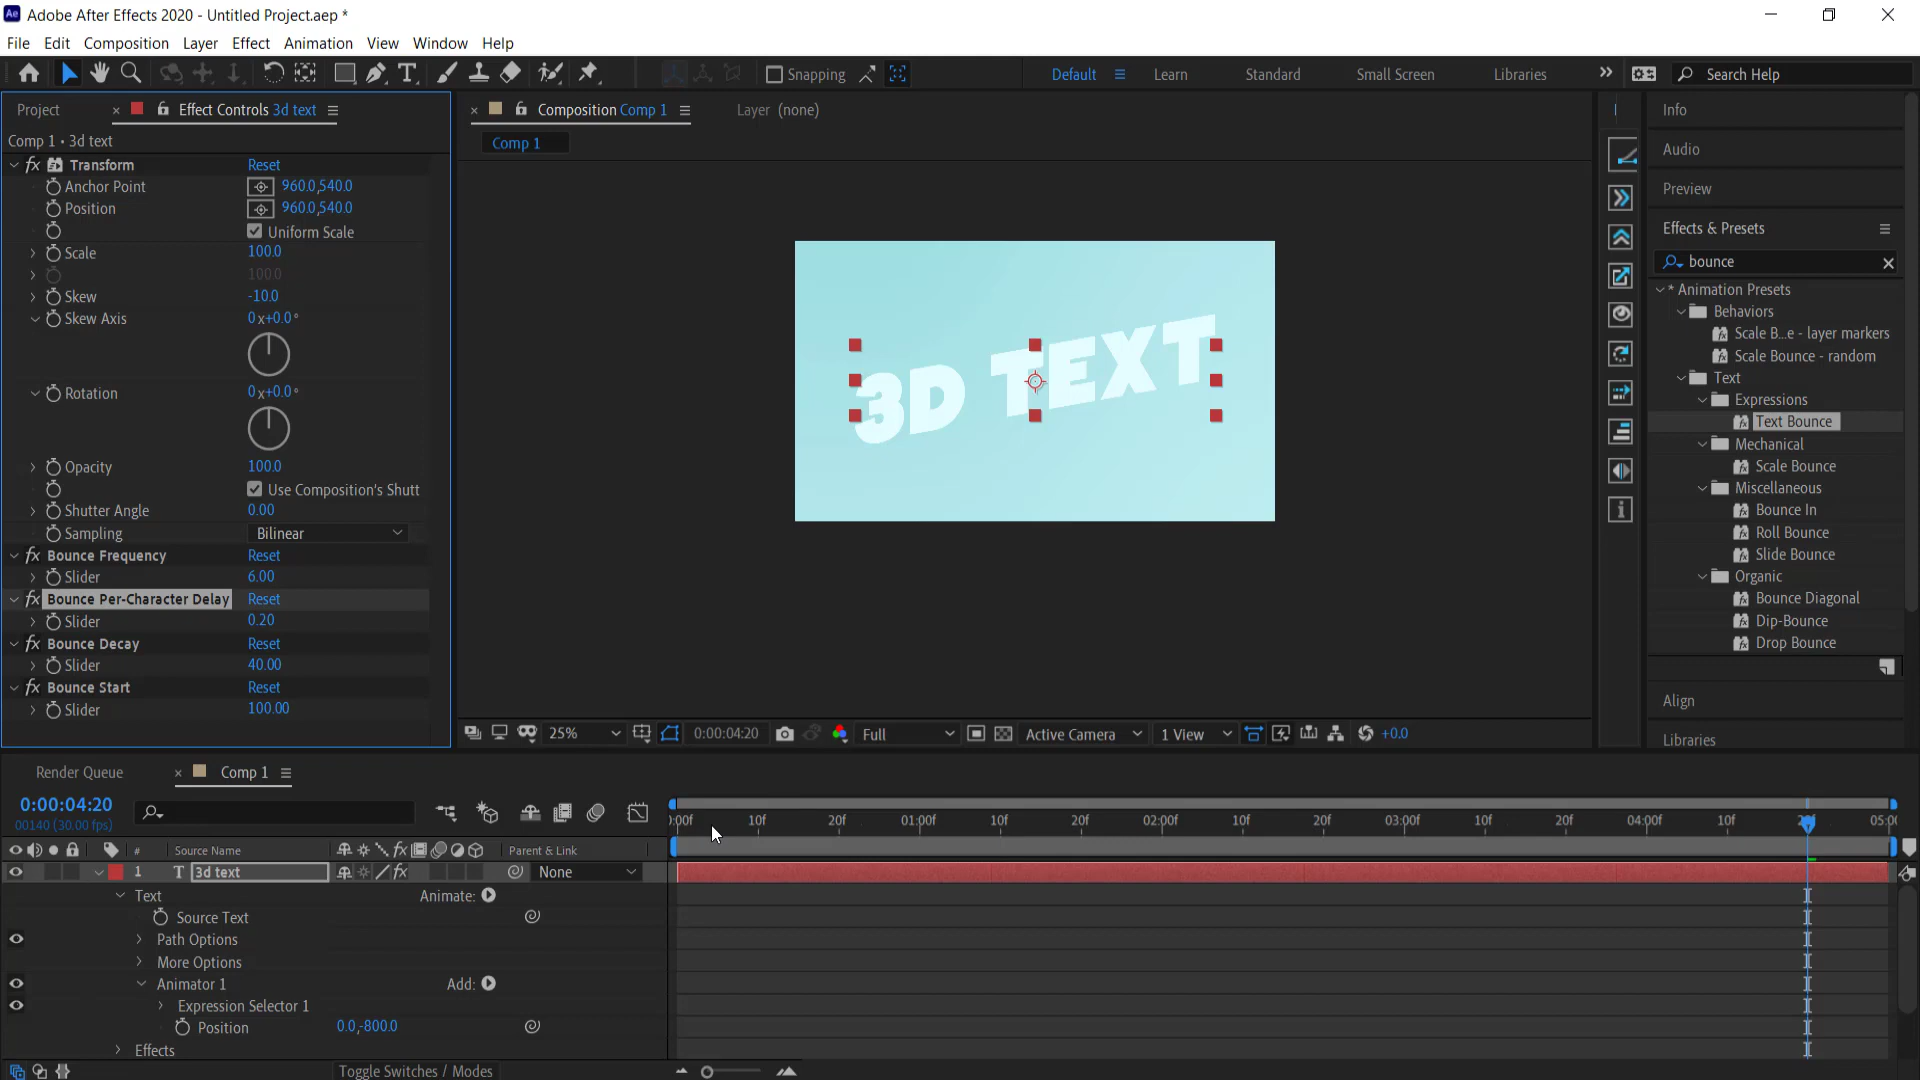 Adobe After Effects 2020 - Untitled Project.aep *
File Edit Composition Layer Effect Animation View Window Help
Snapping Default Learn Standard Small Screen Libraries Search Help
Project Effect Controls 3d text
Comp 1 • 3d text
fx Transform Reset
Anchor Point 960.0,540.0
Position 960.0,540.0
Uniform Scale
Scale 100.0
100.0
Skew -10.0
Skew Axis 0 x+0.0 °
Rotation 0 x+0.0 °
Opacity 100.0
Use Composition's Shutt
Shutter Angle 0.00
Sampling Bilinear
fx Bounce Frequency Reset
Slider 6.00
fx Bounce Per-Character Delay Reset
Slider 0.20
fx Bounce Decay Reset
Slider 40.00
fx Bounce Start Reset
Slider 100.00
Composition Comp 1 Layer (none)
Comp 1
3D TEXT
25% 0:00:04:20 Full Active Camera 1 View +0.0
Info
Audio
Preview
Effects & Presets
bounce
* Animation Presets
Behaviors
Scale B...e - layer markers
Scale Bounce - random
Text
Expressions
Text Bounce
Mechanical
Scale Bounce
Miscellaneous
Bounce In
Roll Bounce
Slide Bounce
Organic
Bounce Diagonal
Dip-Bounce
Drop Bounce
Align
Libraries
Render Queue Comp 1
0:00:04:20
00140 (30.00 fps)
:00f 10f 20f 01:00f 10f 20f 02:00f 10f 20f 03:00f 10f 20f 04:00f 10f 05:00
# Source Name fx Parent & Link
1 T 3d text fx None
Text Animate:
Source Text
Path Options
More Options
Animator 1 Add:
Expression Selector 1
Position 0.0,-800.0
Effects
Toggle Switches / Modes